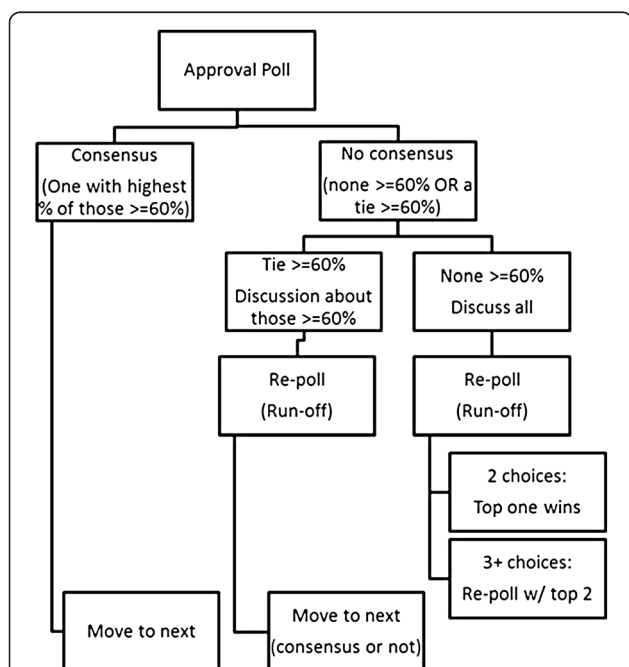 Approval Poll
Consensus
(One with highest
% of those >=60%)
No consensus
(none >=60% OR a
tie >=60%)
Tie >=60%
Discussion about
those >=60%
None >=60%
Discuss all
Re-poll
(Run-off)
Re-poll
(Run-off)
2 choices:
Top one wins
3+ choices:
Re-poll w/ top 2
Move to next
Move to next
(consensus or not)